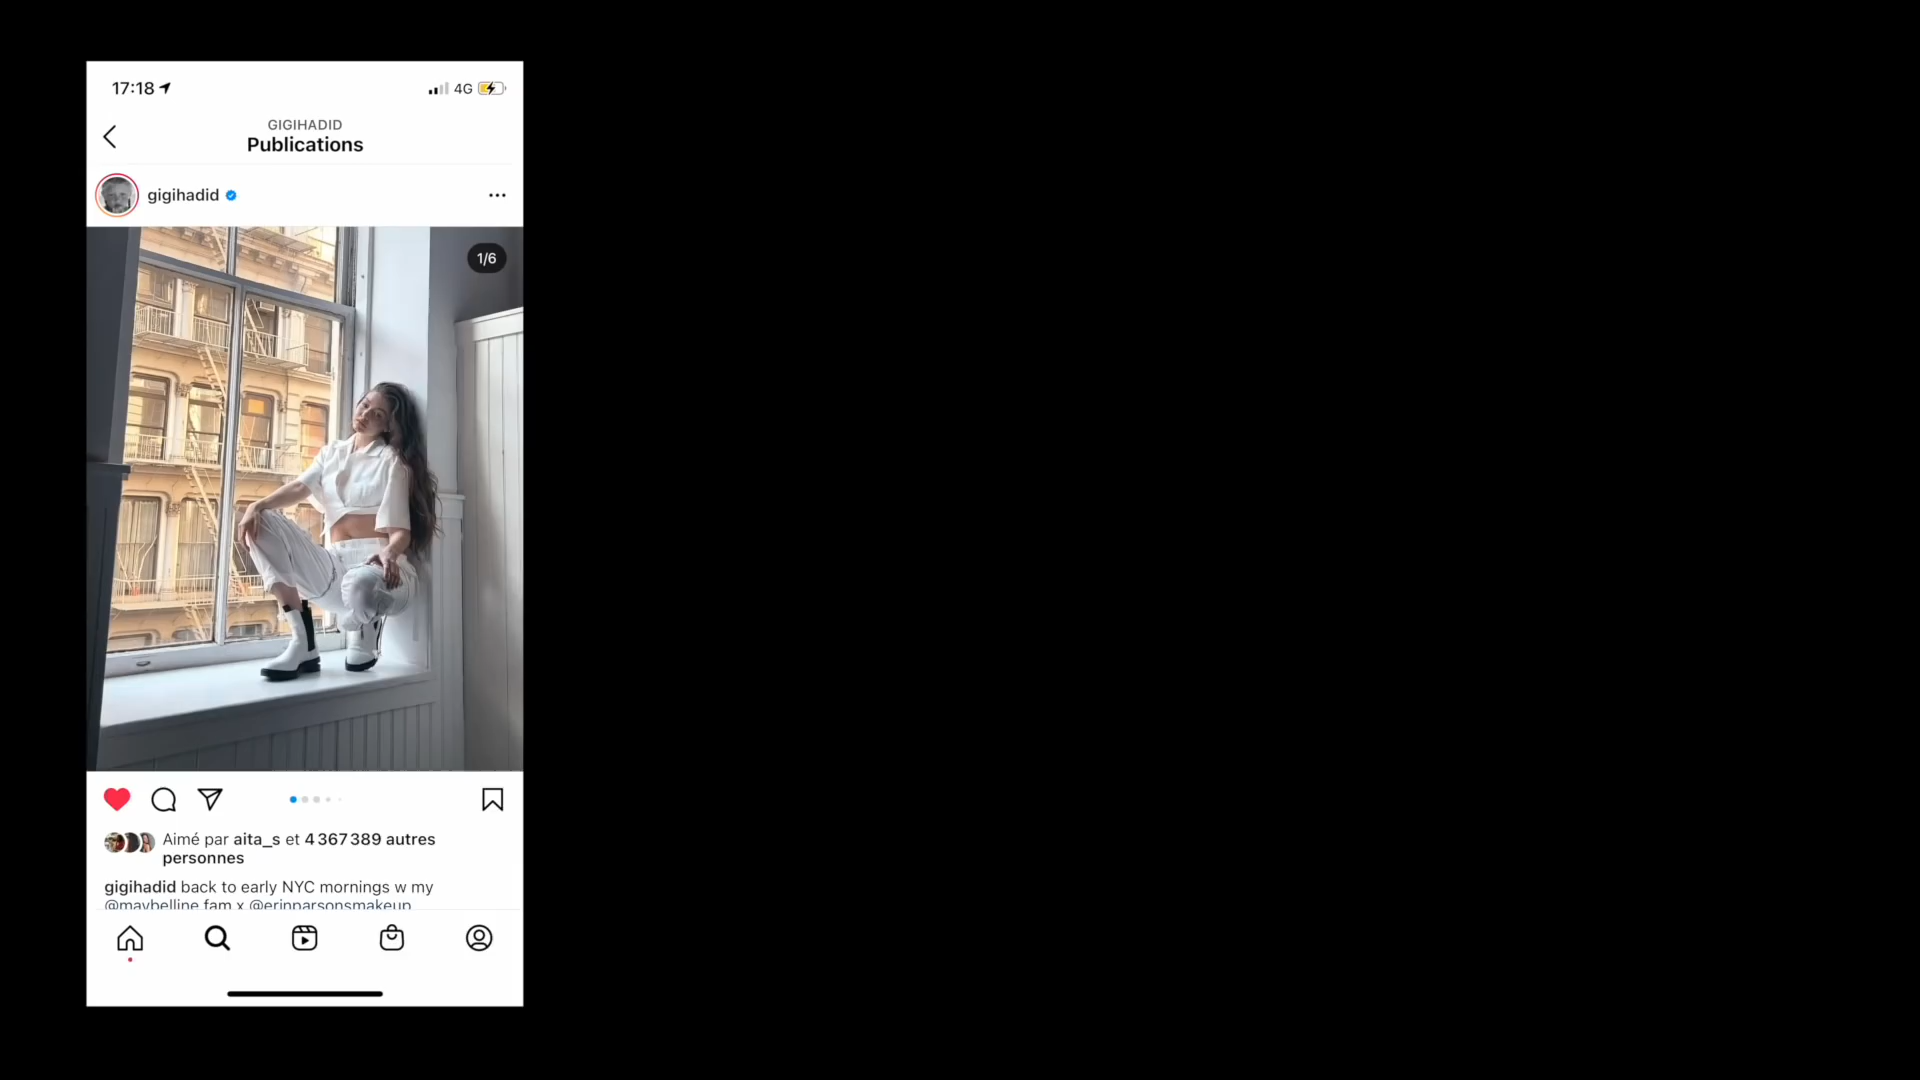 17:18
4G
GIGIHADID
Publications
gigihadid
1/6
Aimé par aita_s et 4 367 389 autres
personnes
gigihadid back to early NYC mornings w my
@maybelline fam x @erinparsonsmakeup